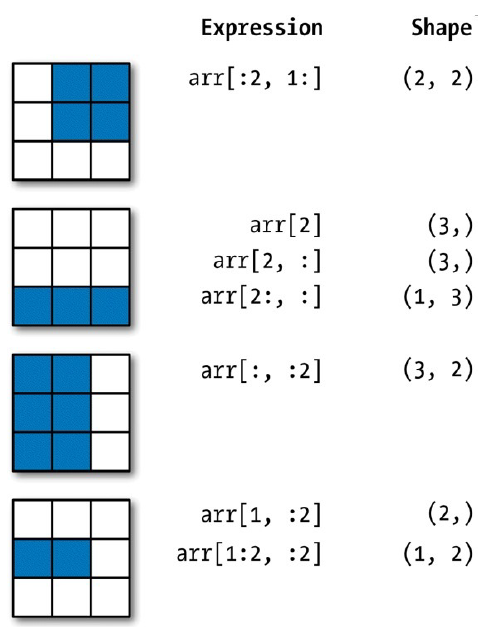 Expression Shape
arr[:2, 1:] (2, 2)
arr[2] (3,)
arr[2, :] (3,)
arr[2:, :] (1, 3)
arr[:, :2] (3, 2)
arr[1, :2] (2,)
arr[1:2, :2] (1, 2)